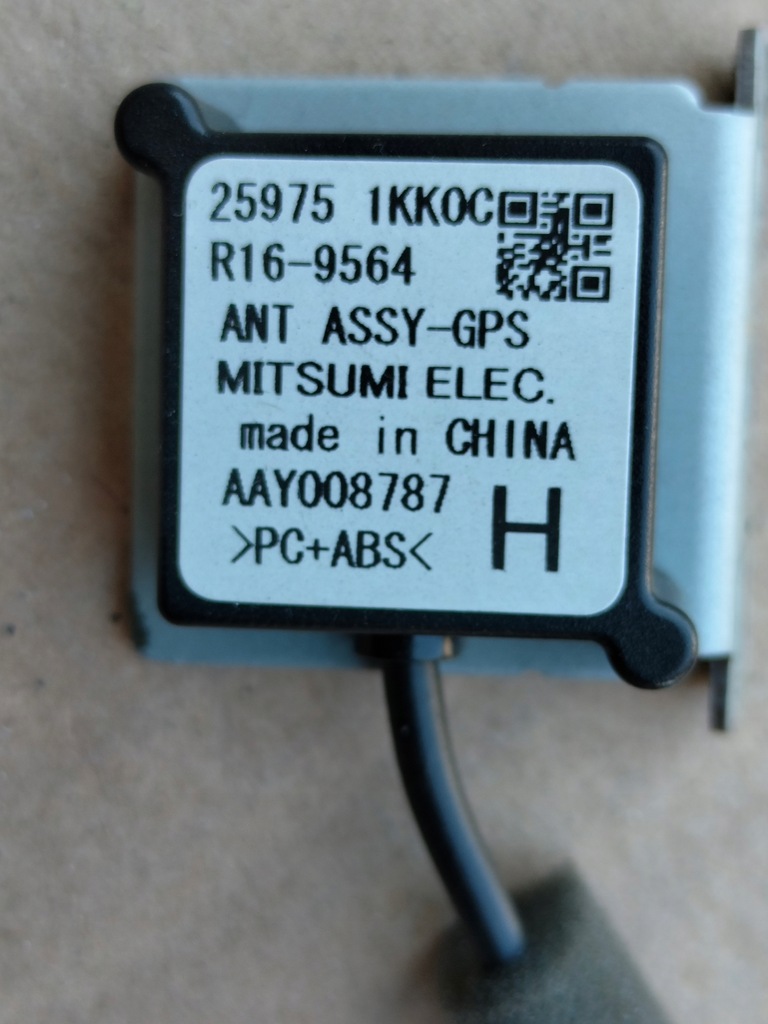 25975 1KK0C
R16-9564
ANT ASSY-GPS
MITSUMI ELEC.
made in CHINA
AAY008787
H
>PC+ABS<